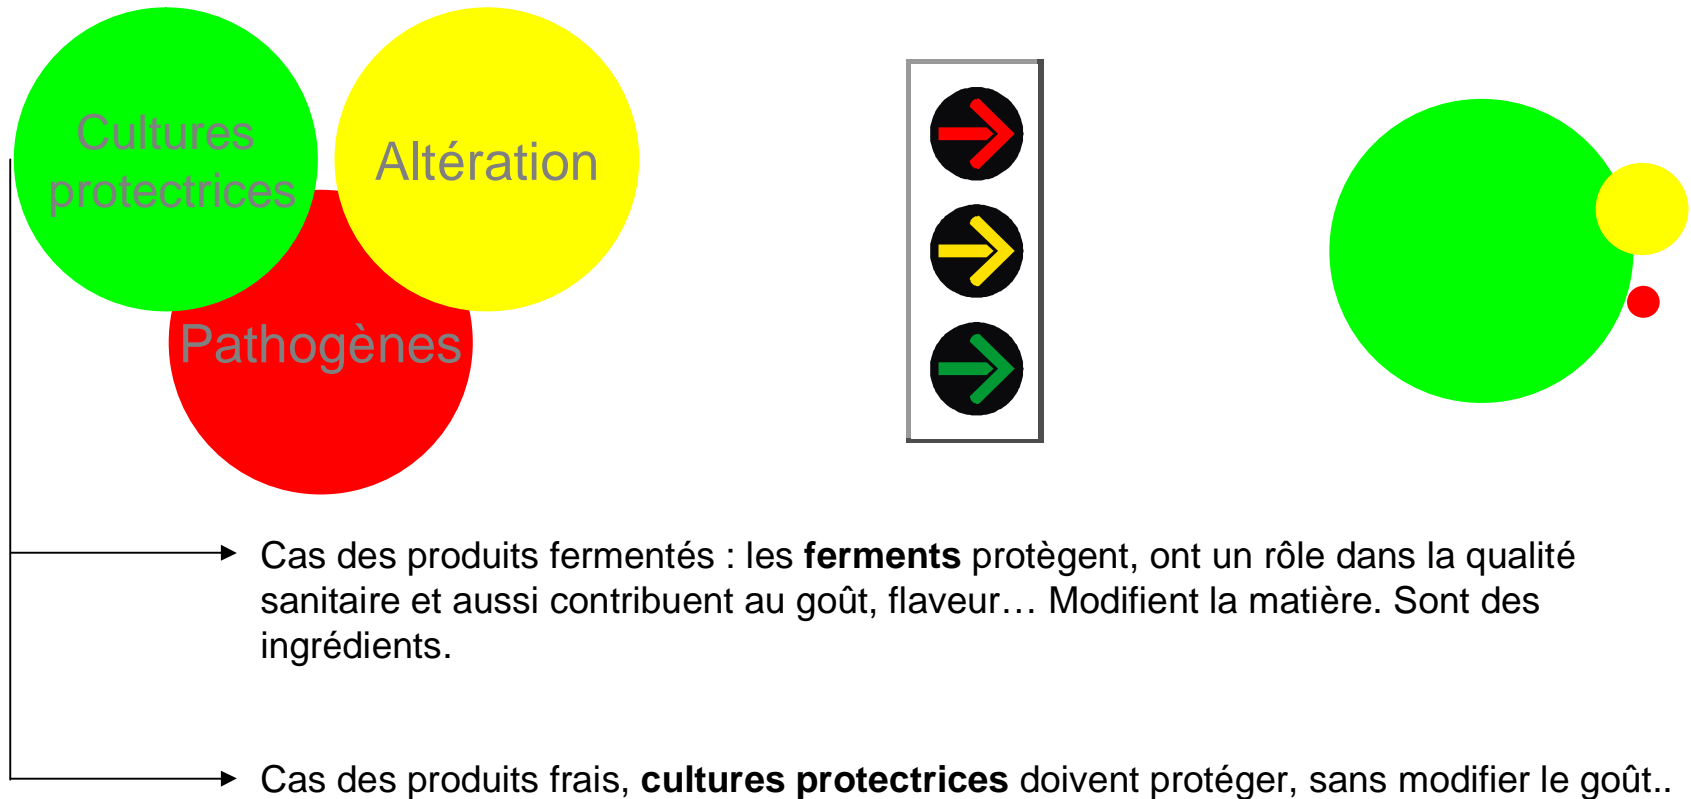 Cultures
protectrices
Altération
Pathogènes
Cas des produits fermentés : les ferments protègent, ont un rôle dans la qualité
sanitaire et aussi contribuent au goût, flaveur… Modifient la matière. Sont des
ingrédients.
Cas des produits frais, cultures protectrices doivent protéger, sans modifier le goût..